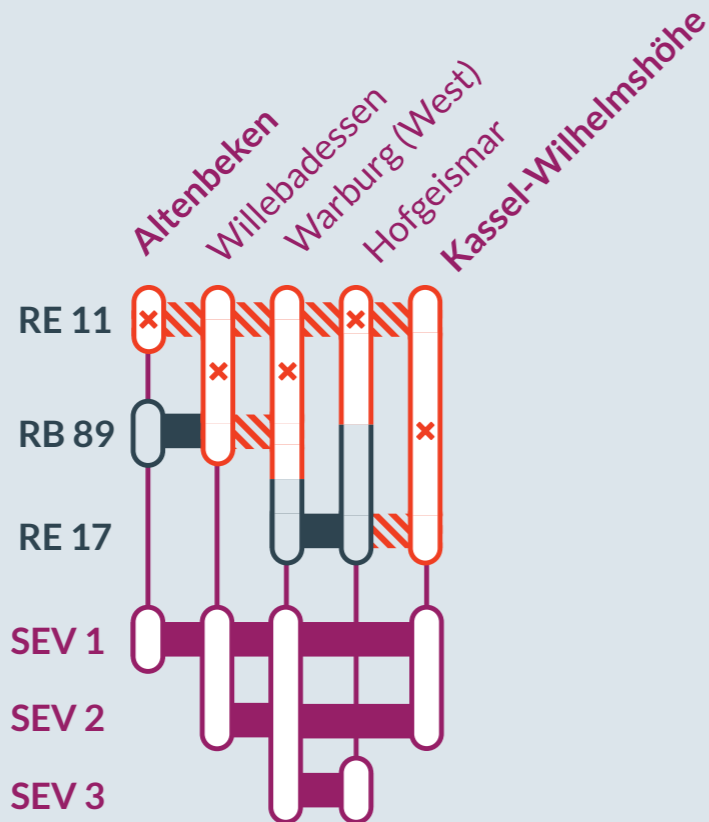 Altenbeken
Willebadessen
Warburg (West)
Hofgeismar
Kassel-Wilhelmshöhe
RE 11
RB 89
RE 17
SEV 1
SEV 2
SEV 3